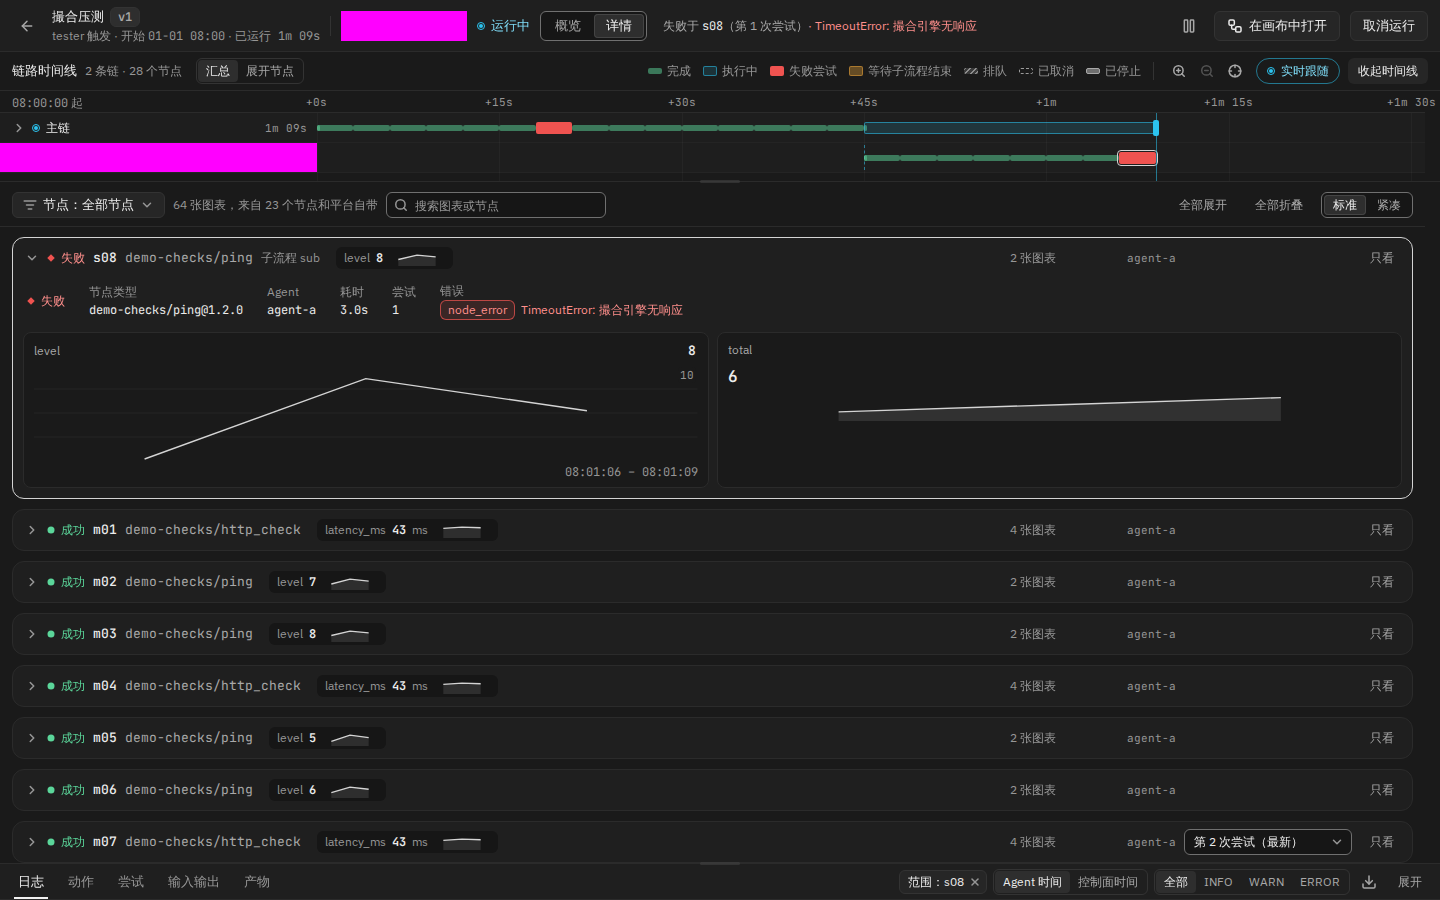 撮合压测 v1
tester 触发 · 开始 01-01 08:00 · 已运行 1m 09s
运行中
概览 详情
失败于 s08（第 1 次尝试）· TimeoutError: 撮合引擎无响应
在画布中打开 取消运行
链路时间线 2 条链 · 28 个节点 汇总 展开节点
完成 执行中 失败尝试 等待子流程结束 排队 已取消 已停止
实时跟随 收起时间线
08:00:00 起 +0s +15s +30s +45s +1m +1m 15s +1m 30s
主链 1m 09s
节点：全部节点 64 张图表，来自 23 个节点和平台自带 搜索图表或节点
全部展开 全部折叠 标准 紧凑
失败 s08 demo-checks/ping 子流程 sub level 8 2 张图表 agent-a 只看
失败
节点类型 Agent 耗时 尝试 错误
demo-checks/ping@1.2.0 agent-a 3.0s 1 node_error TimeoutError: 撮合引擎无响应
level 8
10
08:01:06 – 08:01:09
total
6
成功 m01 demo-checks/http_check latency_ms 43 ms 4 张图表 agent-a 只看
成功 m02 demo-checks/ping level 7 2 张图表 agent-a 只看
成功 m03 demo-checks/ping level 8 2 张图表 agent-a 只看
成功 m04 demo-checks/http_check latency_ms 43 ms 4 张图表 agent-a 只看
成功 m05 demo-checks/ping level 5 2 张图表 agent-a 只看
成功 m06 demo-checks/ping level 6 2 张图表 agent-a 只看
成功 m07 demo-checks/http_check latency_ms 43 ms 4 张图表 agent-a 第 2 次尝试（最新） 只看
日志 动作 尝试 输入输出 产物
范围：s08 Agent 时间 控制面时间 全部 INFO WARN ERROR 展开